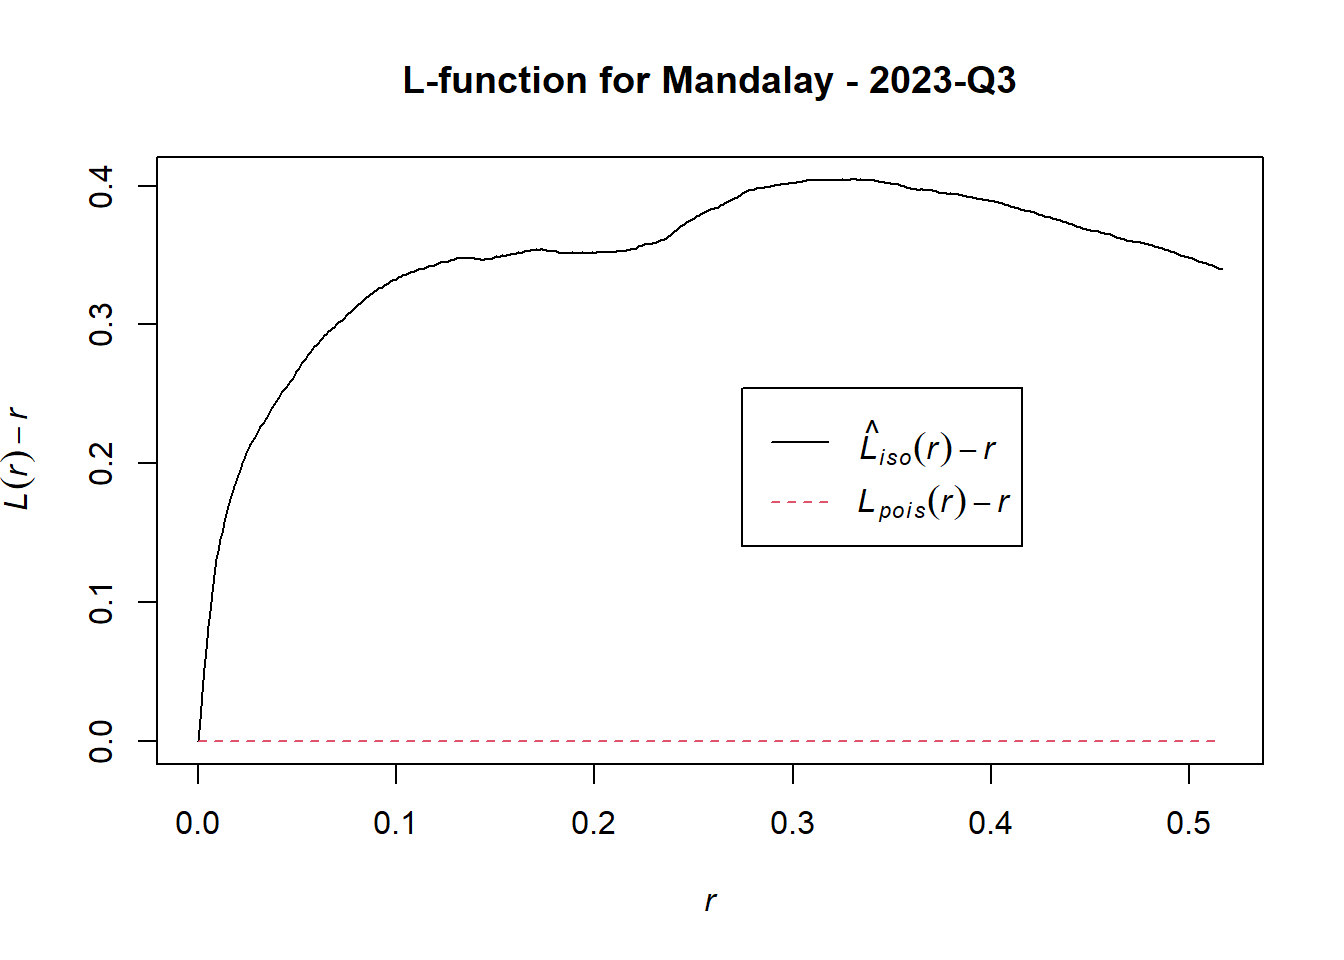 L-function for Mandalay - 2023-Q3
L(r) − r
0.4
0.3
0.2
0.1
0.0
L̂iso(r) − r
Lpois(r) − r
0.0 0.1 0.2 0.3 0.4 0.5
r